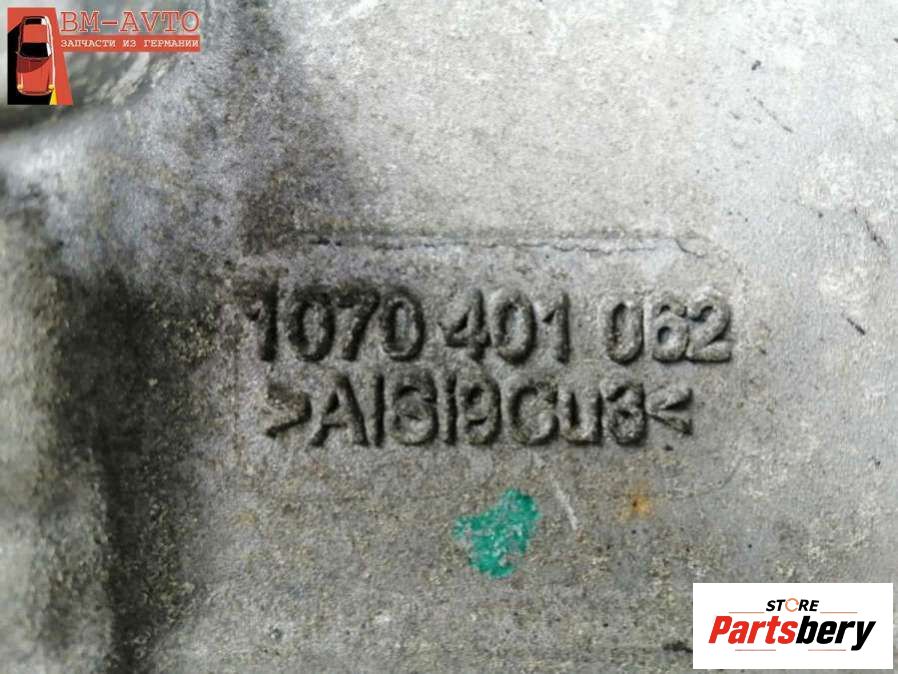 BM-AVTO
ЗАПЧАСТИ ИЗ ГЕРМАНИИ
1070 401 062
>AlSi9Cu3<
STORE
Partsbery